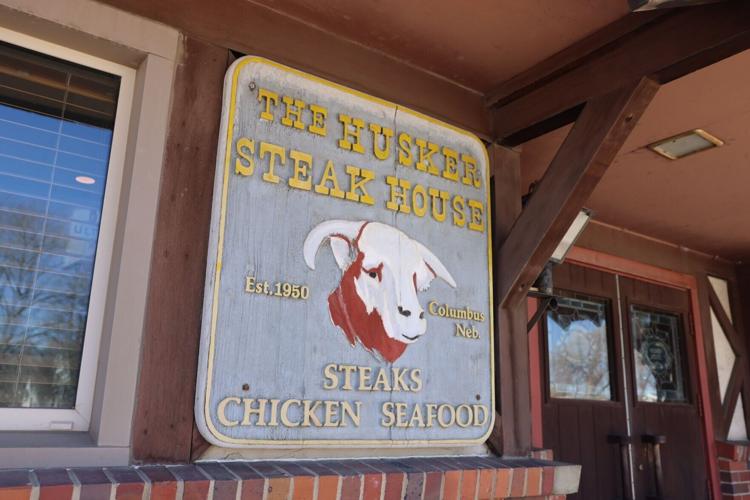 THE HUSKER
STEAK HOUSE
Est. 1950
Columbus
Neb.
STEAKS
CHICKEN SEAFOOD